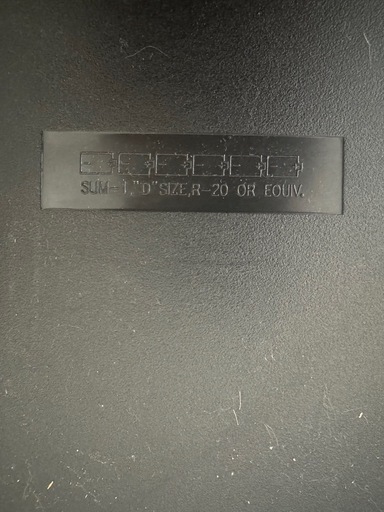 SUM-1,"D"SIZE,R-20 OR EQUIV.